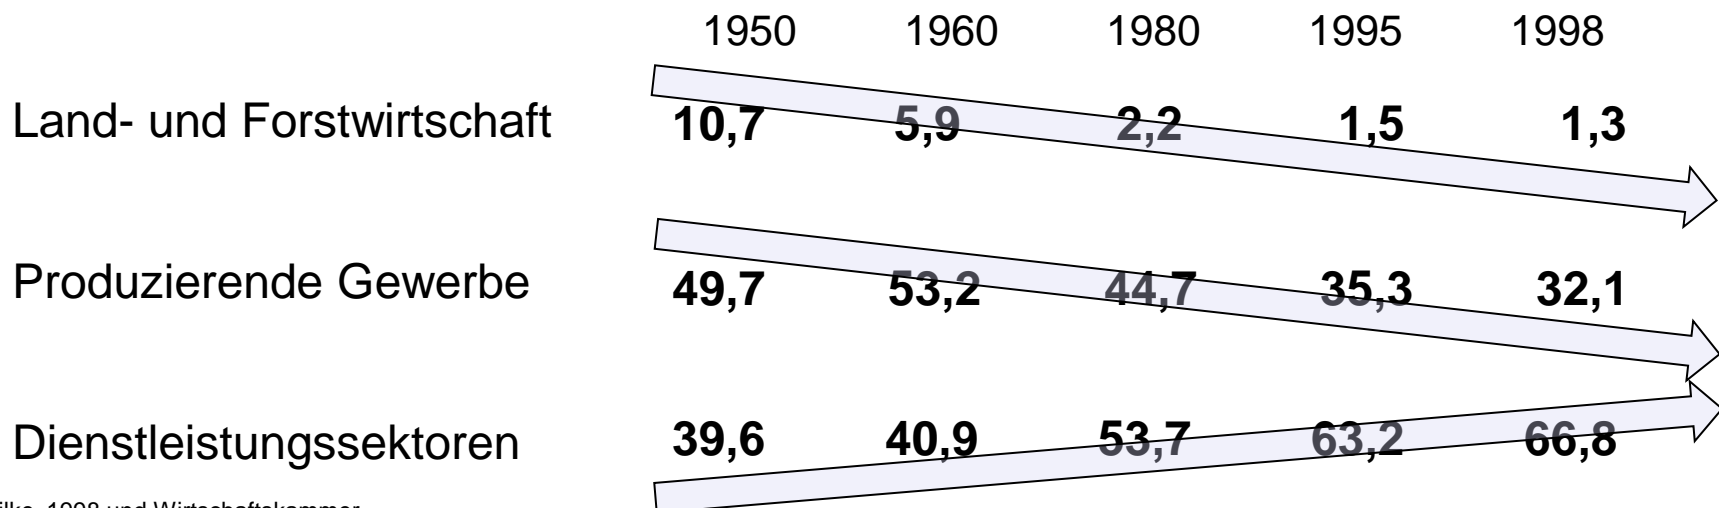 1950 1960 1980 1995 1998
Land- und Forstwirtschaft 10,7 5,9 2,2 1,5 1,3
Produzierende Gewerbe 49,7 53,2 44,7 35,3 32,1
Dienstleistungssektoren 39,6 40,9 53,7 63,2 66,8
1998 und Wirtschaftskammer